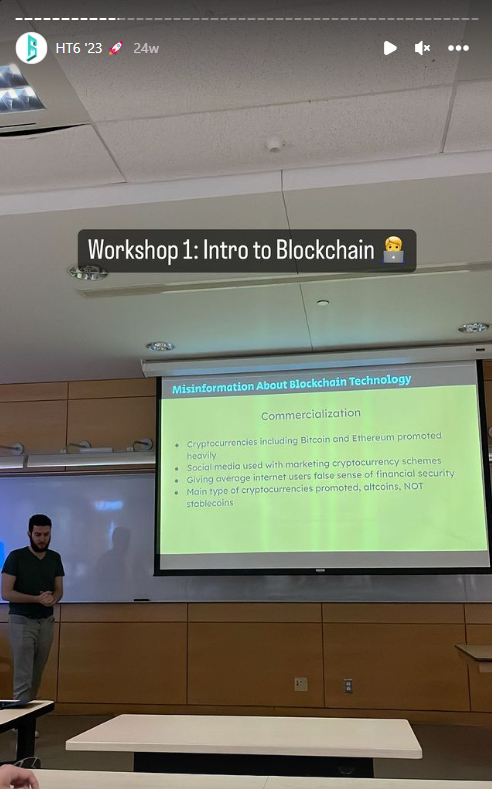 HT6 '23 🚀 24w
Workshop 1: Intro to Blockchain 🧑‍💻
Misinformation About Blockchain Technology
Commercialization
• Cryptocurrencies including Bitcoin and Ethereum promoted
heavily
• Social media used with marketing cryptocurrency schemes
• Giving average internet users false sense of financial security
• Main type of cryptocurrencies promoted, altcoins, NOT
stablecoins